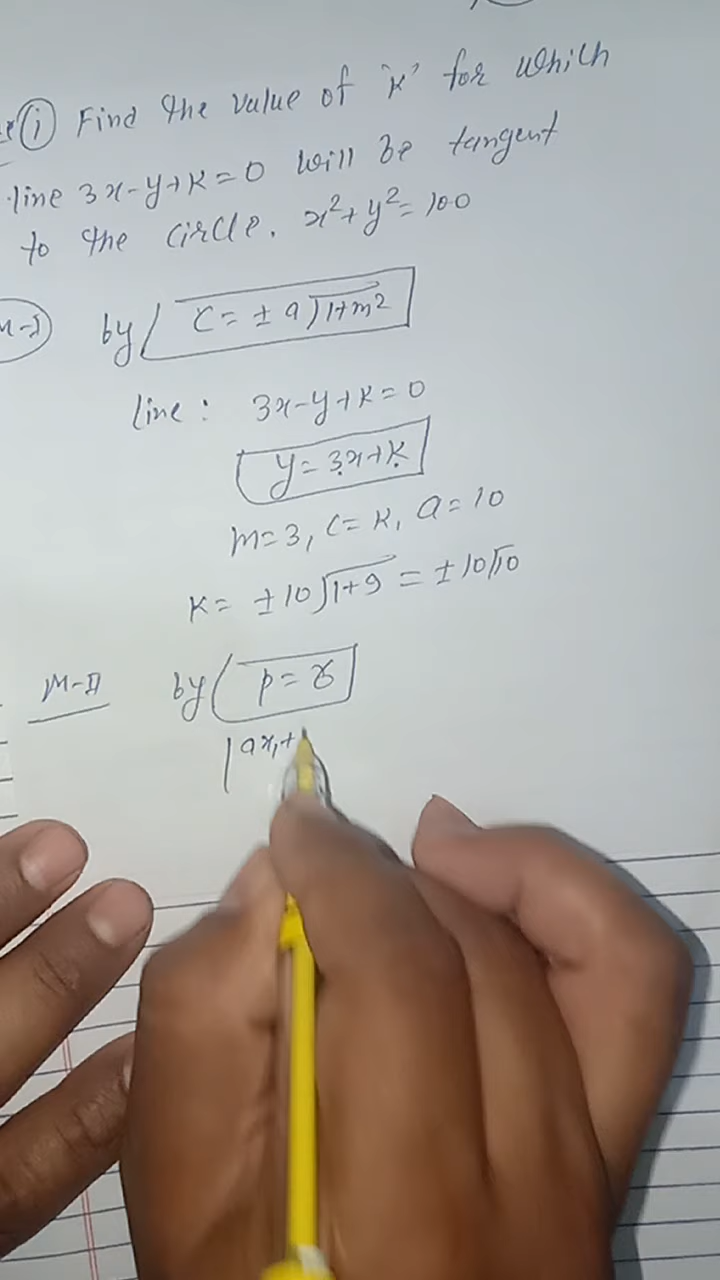 (i) Find the value of 'K' for which
line 3x-y+K=0 will be tangent
to the circle. x²+y²=100
M-I by c = ± a√1+m²
line : 3x-y+K=0
y=3x+K
m=3, c=K, a=10
K= ±10√1+9 = ±10√10
M-II by p = r
|ax₁+